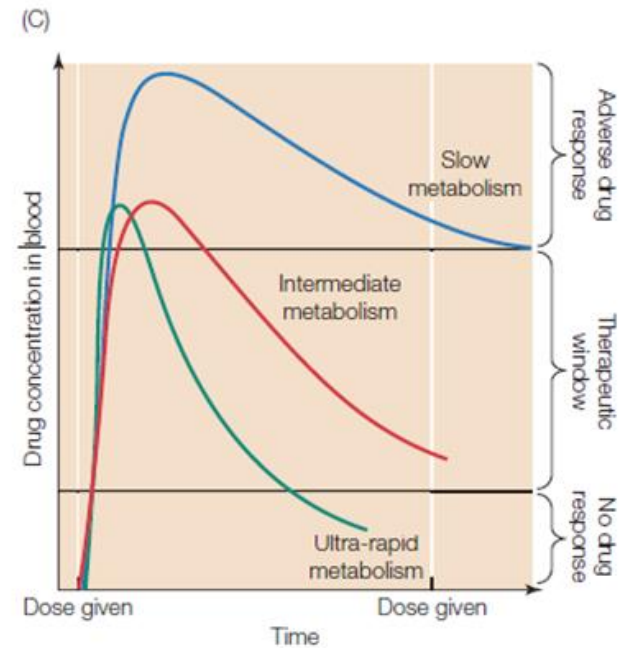 (C)
Drug concentration in blood
Slow
metabolism
Intermediate
metabolism
Ultra-rapid
metabolism
Adverse drug
response
Therapeutic
window
No drug
response
Dose given
Dose given
Time